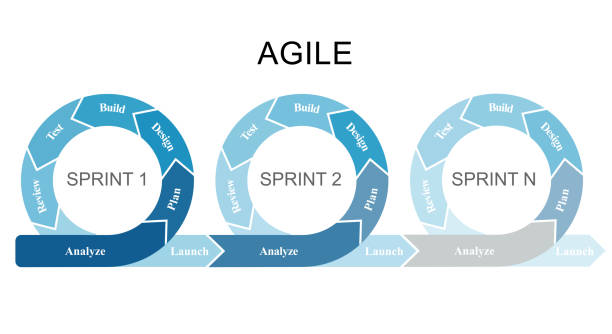 AGILE
SPRINT 1
Analyze
Plan
Design
Build
Test
Review
Launch
SPRINT 2
Analyze
Plan
Design
Build
Test
Review
Launch
SPRINT N
Analyze
Plan
Design
Build
Test
Review
Launch